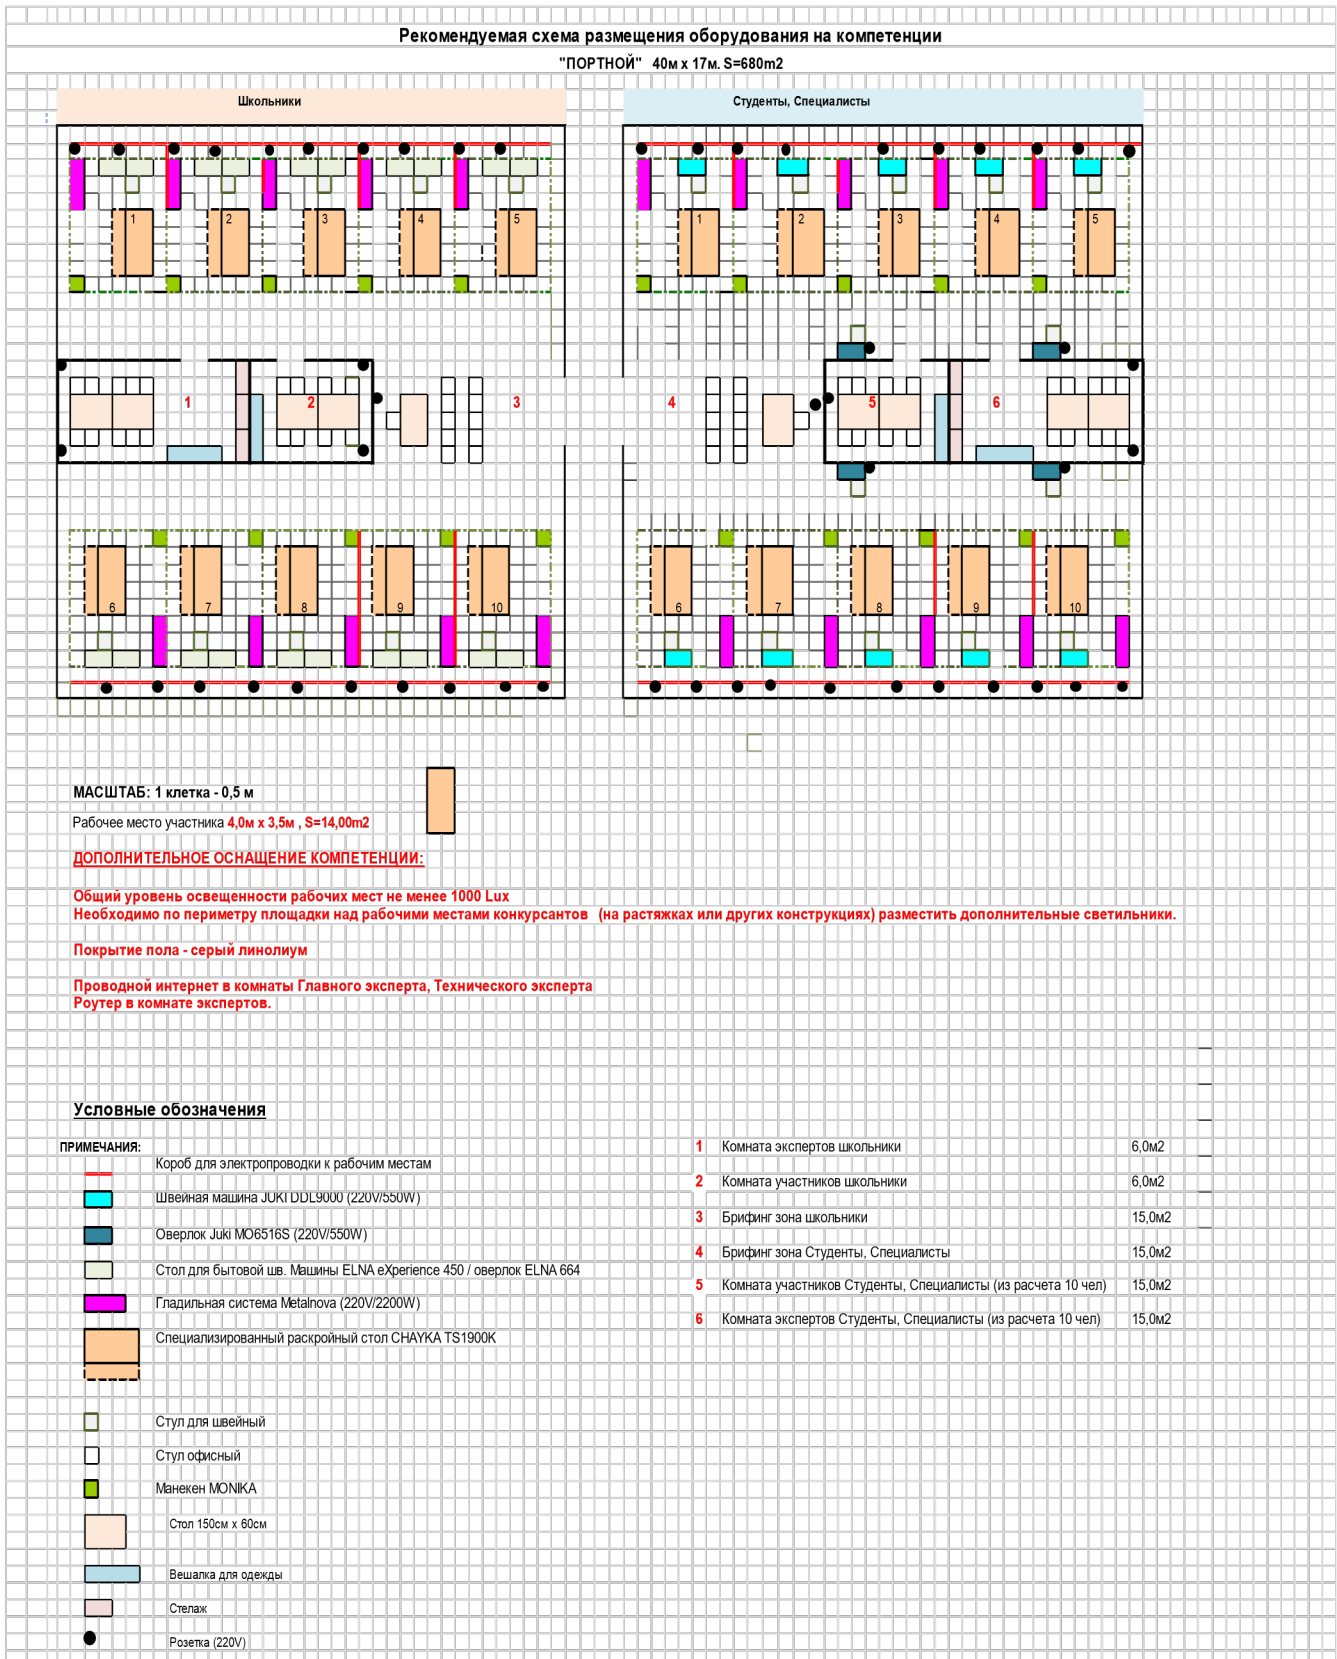 Рекомендуемая схема размещения оборудования на компетенции
"ПОРТНОЙ" 40м х 17м. S=680m2
Школьники
Студенты, Специалисты
1 2 3 4 5
1 2 3 4 5
1 2 3 4 5 6
6 7 8 9 10
6 7 8 9 10
МАСШТАБ: 1 клетка - 0,5 м
Рабочее место участника 4,0м х 3,5м , S=14,00m2
ДОПОЛНИТЕЛЬНОЕ ОСНАЩЕНИЕ КОМПЕТЕНЦИИ:
Общий уровень освещенности рабочих мест не менее 1000 Lux
Необходимо по периметру площадки над рабочими местами конкурсантов (на растяжках или других конструкциях) разместить дополнительные светильники.
Покрытие пола - серый линолиум
Проводной интернет в комнаты Главного эксперта, Технического эксперта
Роутер в комнате экспертов.
Условные обозначения
ПРИМЕЧАНИЯ:
Короб для электропроводки к рабочим местам
Швейная машина JUKI DDL9000 (220V/550W)
Оверлок Juki MO6516S (220V/550W)
Стол для бытовой шв. Машины ELNA eXperience 450 / оверлок ELNA 664
Гладильная система Metalnova (220V/2200W)
Специализированный раскройный стол CHAYKA TS1900K
Стул для швейный
Стул офисный
Манекен MONIKA
Стол 150см х 60см
Вешалка для одежды
Стелаж
Розетка (220V)
1 Комната экспертов школьники 6,0м2
2 Комната участников школьники 6,0м2
3 Брифинг зона школьники 15,0м2
4 Брифинг зона Студенты, Специалисты 15,0м2
5 Комната участников Студенты, Специалисты (из расчета 10 чел) 15,0м2
6 Комната экспертов Студенты, Специалисты (из расчета 10 чел) 15,0м2